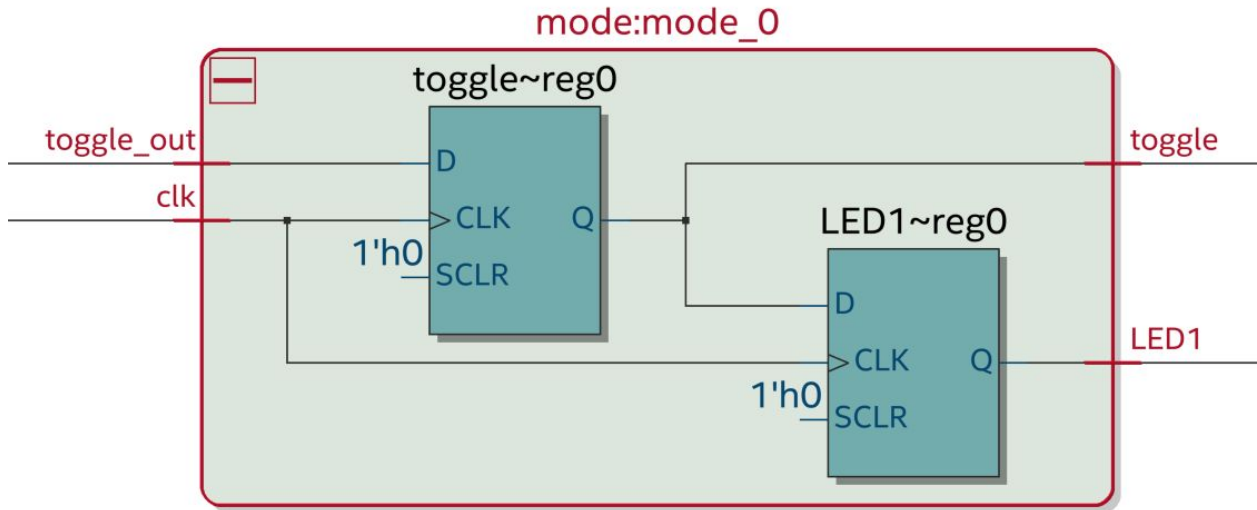 mode:mode_0
toggle~reg0
toggle_out
D
toggle
clk
CLK
Q
LED1~reg0
1'h0
SCLR
D
LED1
CLK
Q
1'h0
SCLR